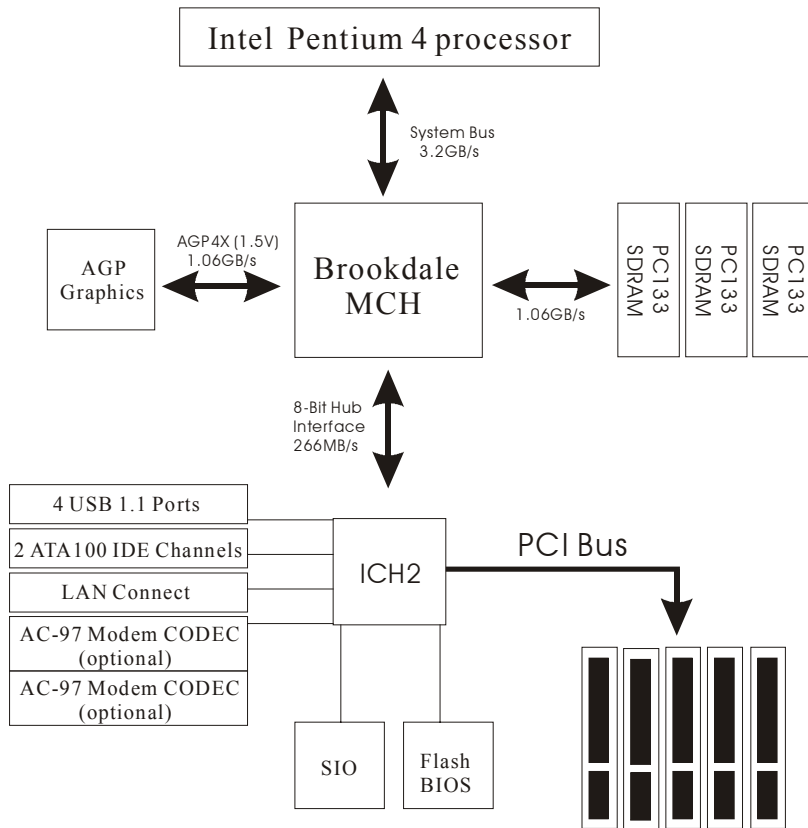 Intel Pentium 4 processor
System Bus
3.2GB/s
AGP4X (1.5V)
1.06GB/s
AGP
Graphics
Brookdale
MCH
1.06GB/s
PC133
SDRAM
PC133
SDRAM
PC133
SDRAM
8-Bit Hub
Interface
266MB/s
4 USB 1.1 Ports
2 ATA100 IDE Channels
LAN Connect
AC-97 Modem CODEC
(optional)
AC-97 Modem CODEC
(optional)
ICH2
PCI Bus
SIO
Flash
BIOS